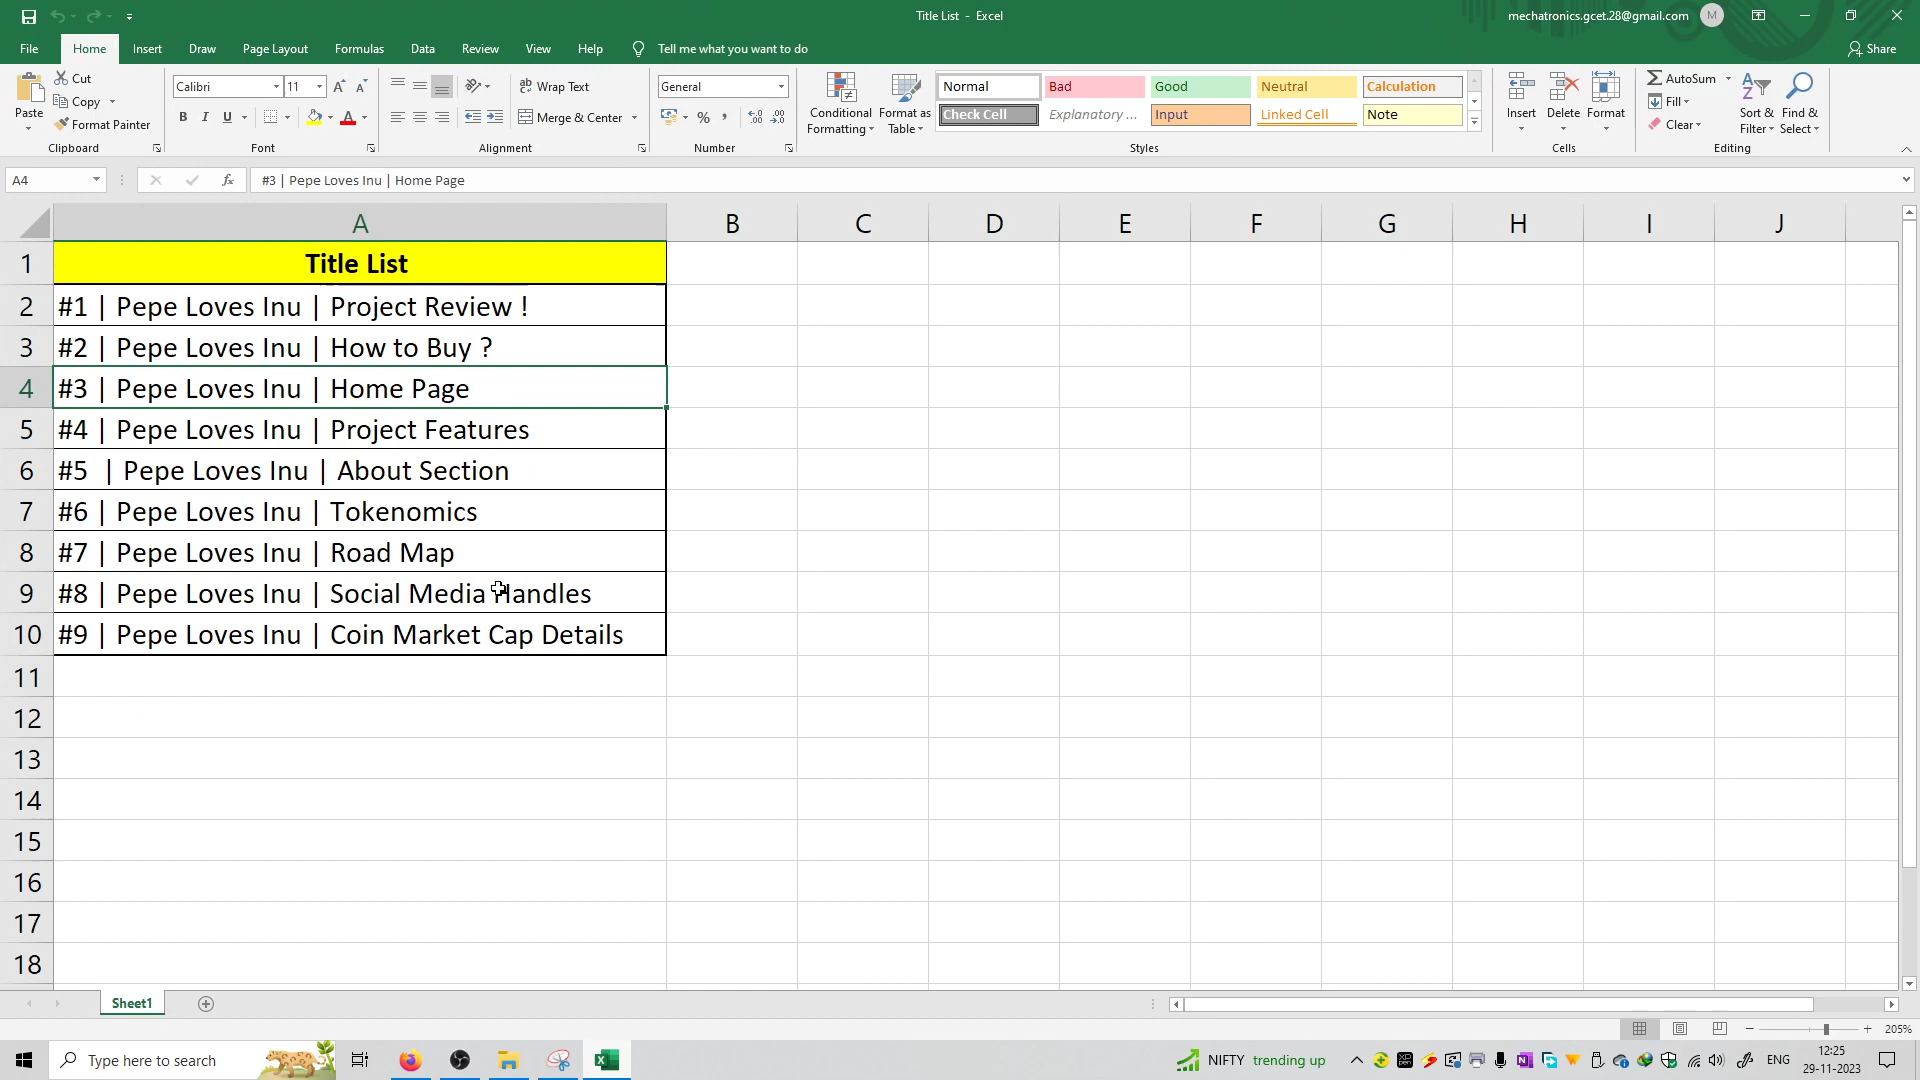 Title List - Excel
mechatronics.gcet.28@gmail.com M
File Home Insert Draw Page Layout Formulas Data Review View Help Tell me what you want to do Share
Paste Cut Copy Format Painter Clipboard
Calibri 11 A A B I U A Font
Wrap Text Merge & Center Alignment
General % , Number
Conditional Formatting Format as Table
Normal Bad Good Neutral Calculation
Check Cell Explanatory ... Input Linked Cell Note
Styles
Insert Delete Format Cells
AutoSum Fill Clear Sort & Filter Find & Select Editing
A4 fx #3 | Pepe Loves Inu | Home Page
A B C D E F G H I J
1 Title List
2 #1 | Pepe Loves Inu | Project Review !
3 #2 | Pepe Loves Inu | How to Buy ?
4 #3 | Pepe Loves Inu | Home Page
5 #4 | Pepe Loves Inu | Project Features
6 #5 | Pepe Loves Inu | About Section
7 #6 | Pepe Loves Inu | Tokenomics
8 #7 | Pepe Loves Inu | Road Map
9 #8 | Pepe Loves Inu | Social Media Handles
10 #9 | Pepe Loves Inu | Coin Market Cap Details
11
12
13
14
15
16
17
18
Sheet1
205%
Type here to search
NIFTY trending up
ENG
12:25
29-11-2023